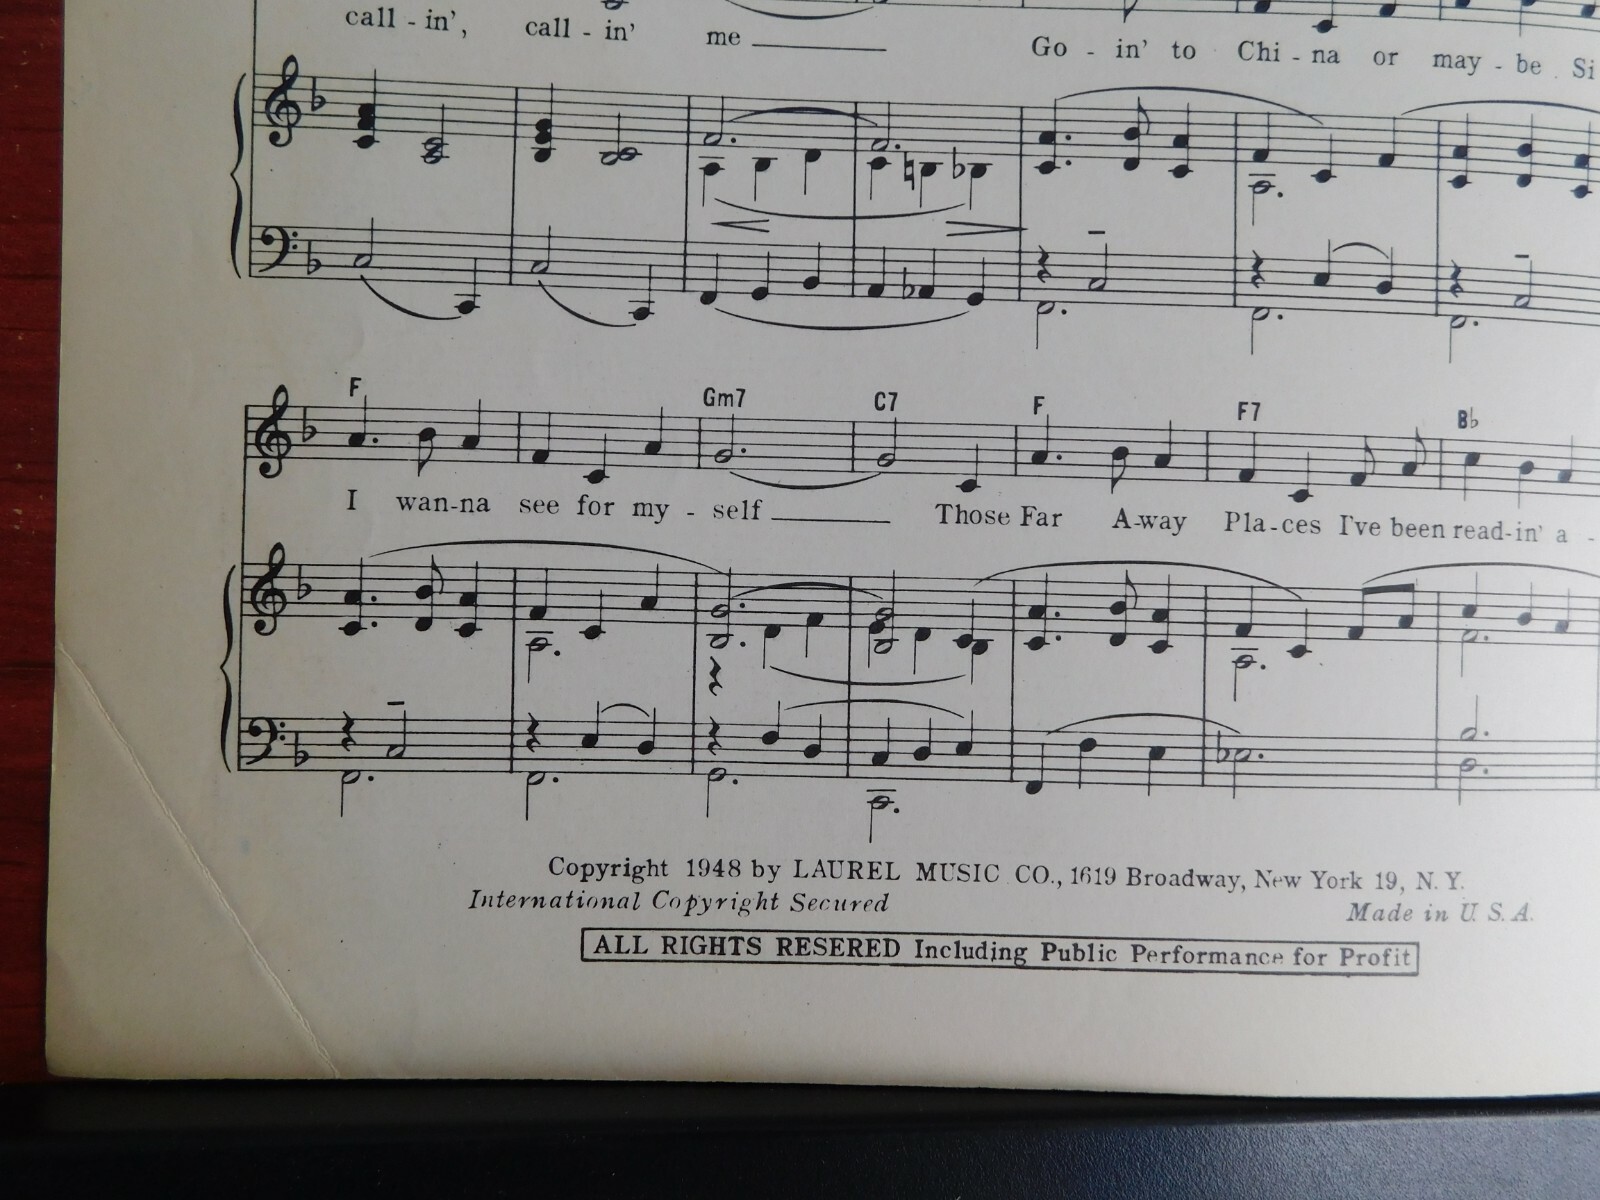 call - in', call - in' me Go - in' to Chi - na or may - be Si
F Gm7 C7 F F7 B♭
I wan-na see for my - self Those Far A-way Pla-ces I've been read-in' a -
Copyright 1948 by LAUREL MUSIC CO., 1619 Broadway, New York 19, N. Y.
International Copyright Secured Made in U. S. A.
ALL RIGHTS RESERED Including Public Performance for Profit